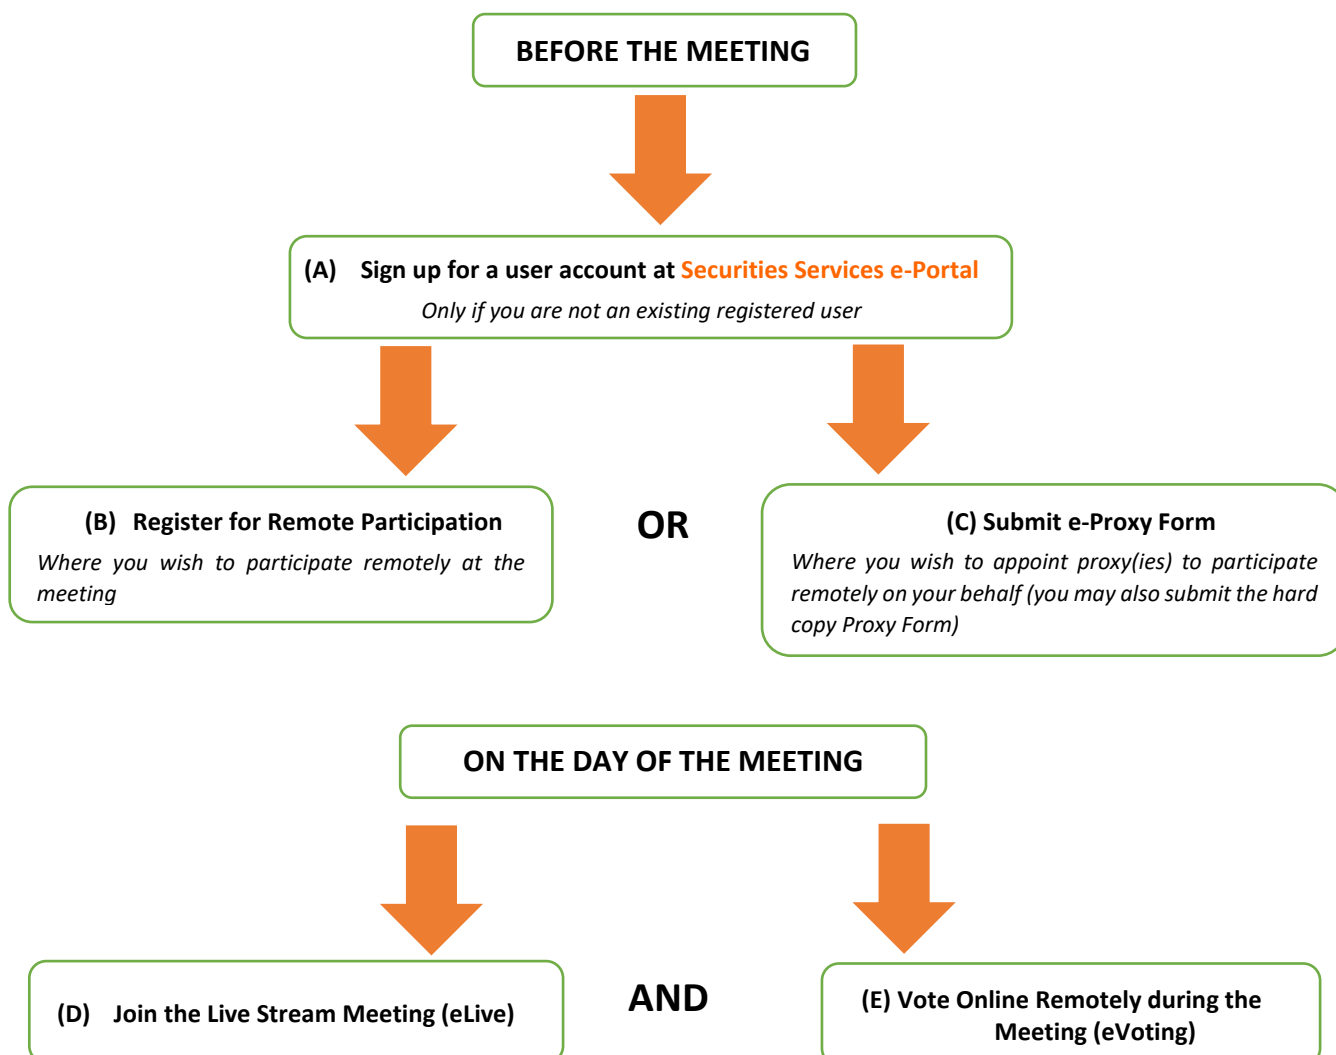 BEFORE THE MEETING
(A) Sign up for a user account at Securities Services e-Portal
Only if you are not an existing registered user
(B) Register for Remote Participation
Where you wish to participate remotely at the
meeting
OR
(C) Submit e-Proxy Form
Where you wish to appoint proxy(ies) to participate
remotely on your behalf (you may also submit the hard
copy Proxy Form)
ON THE DAY OF THE MEETING
(D) Join the Live Stream Meeting (eLive)
AND
(E) Vote Online Remotely during the
Meeting (eVoting)